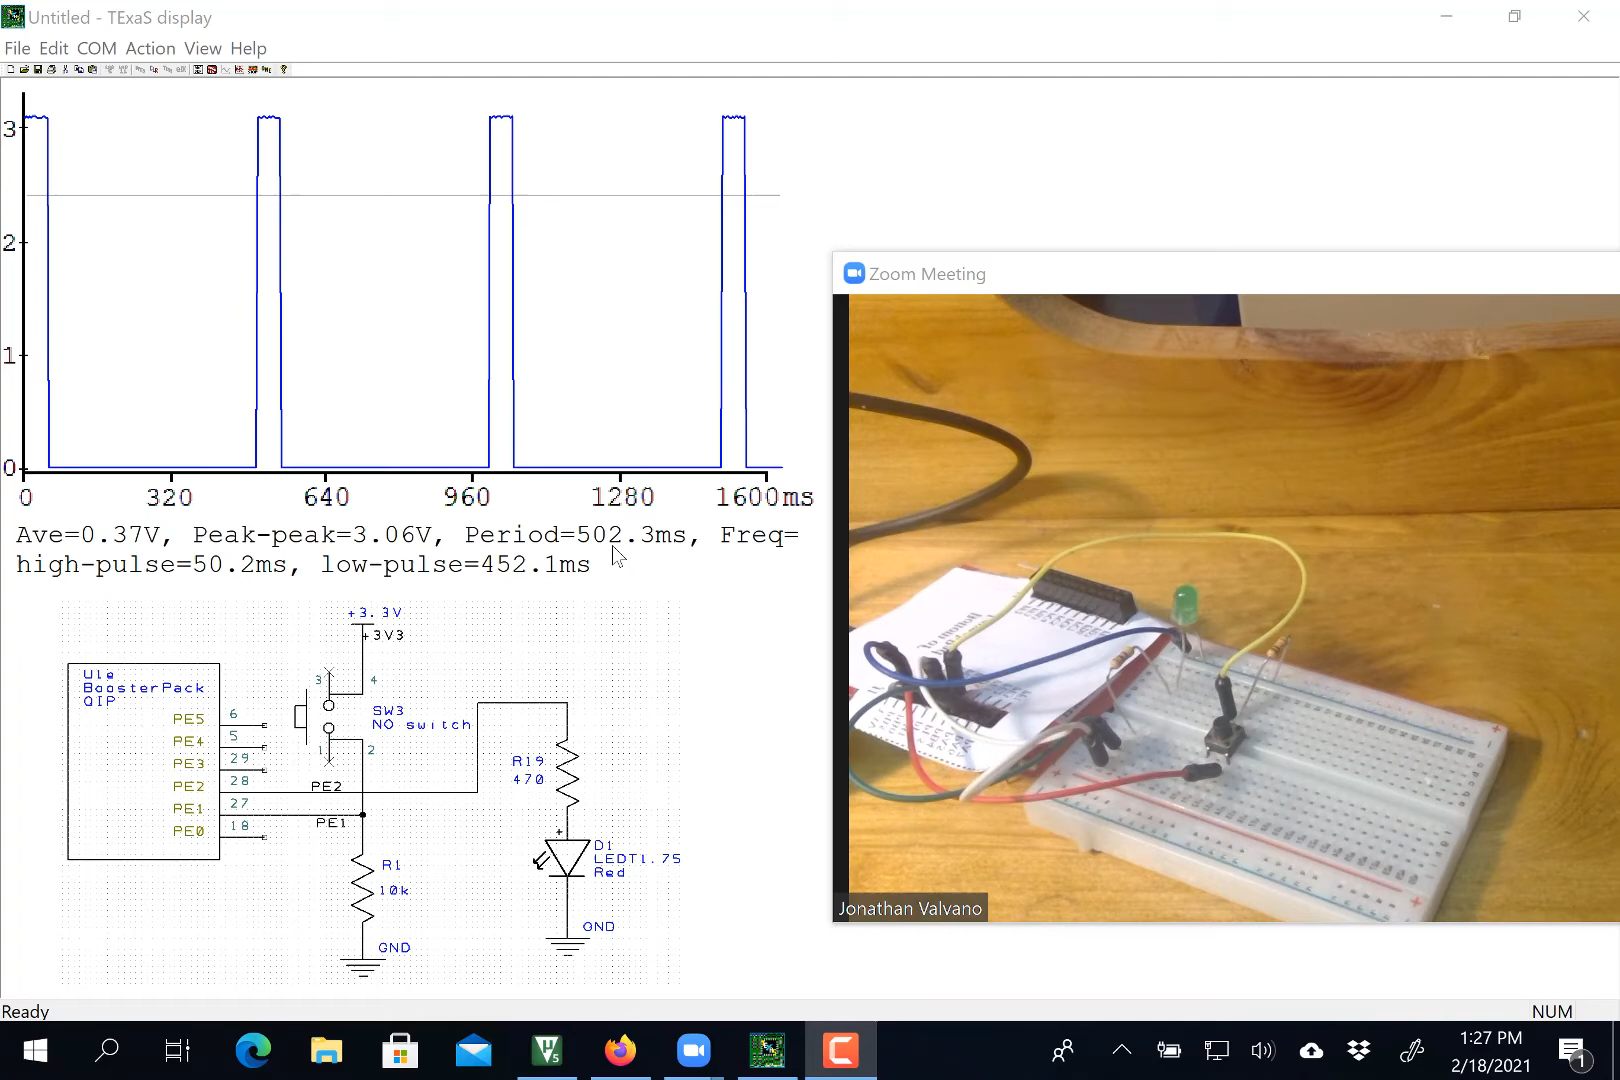 Untitled - TExaS display
File Edit COM Action View Help
3
2
1
0
0 320 640 960 1280 1600ms
Ave=0.37V, Peak-peak=3.06V, Period=502.3ms, Freq=
high-pulse=50.2ms, low-pulse=452.1ms
+3.3V
+3V3
U1e
BoosterPack
QIP
PE5 6
PE4 5
PE3 29
PE2 28
PE1 27
PE0 18
3 4
SW3
NO switch
1 2
PE2
PE1
R1
10k
GND
R19
470
+
D1
LEDT1.75
Red
GND
Zoom Meeting
Jonathan Valvano
Ready
NUM
1:27 PM
2/18/2021
1